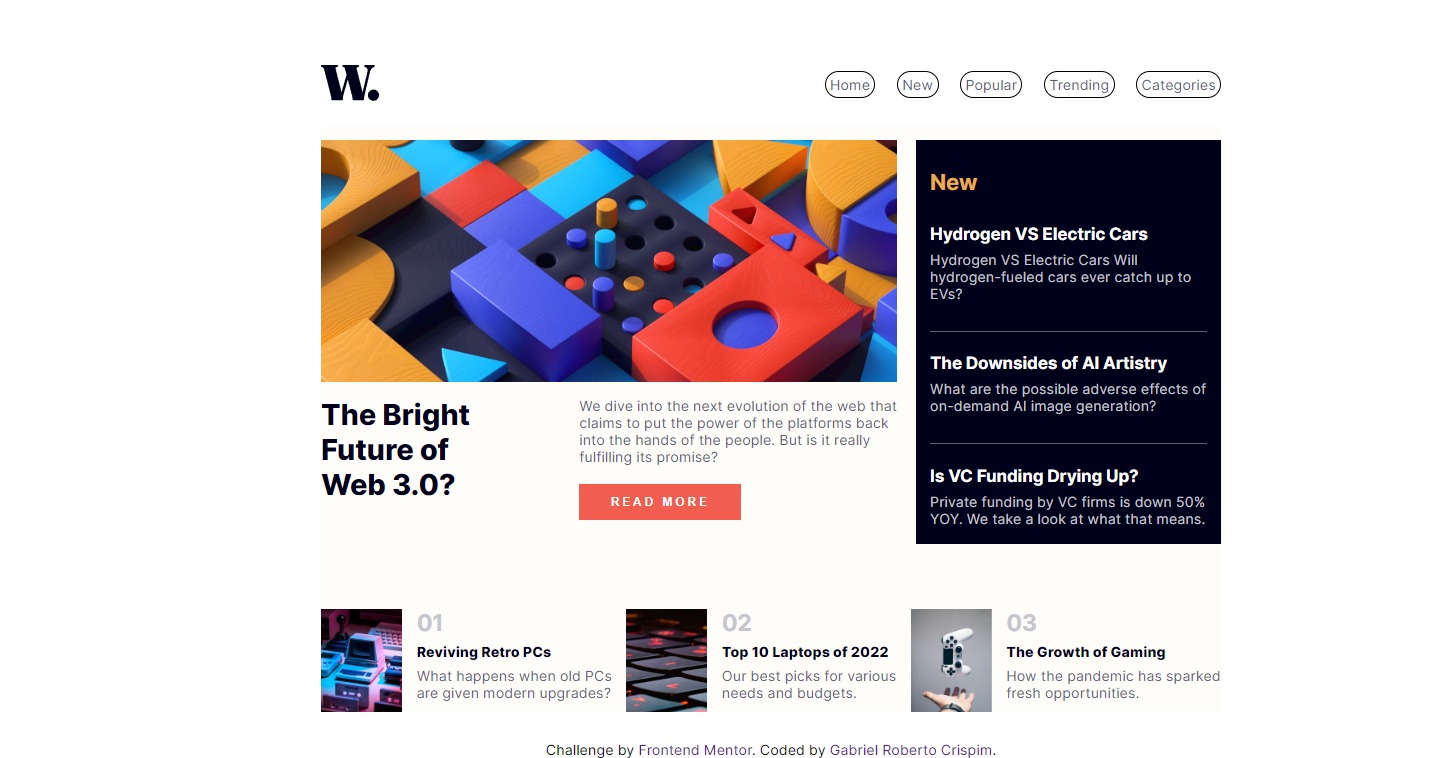 W.
Home New Popular Trending Categories
The Bright
Future of
Web 3.0?
We dive into the next evolution of the web that
claims to put the power of the platforms back
into the hands of the people. But is it really
fulfilling its promise?
READ MORE
New
Hydrogen VS Electric Cars
Hydrogen VS Electric Cars Will
hydrogen-fueled cars ever catch up to
EVs?
The Downsides of AI Artistry
What are the possible adverse effects of
on-demand AI image generation?
Is VC Funding Drying Up?
Private funding by VC firms is down 50%
YOY. We take a look at what that means.
01
Reviving Retro PCs
What happens when old PCs
are given modern upgrades?
02
Top 10 Laptops of 2022
Our best picks for various
needs and budgets.
03
The Growth of Gaming
How the pandemic has sparked
fresh opportunities.
Challenge by Frontend Mentor. Coded by Gabriel Roberto Crispim.